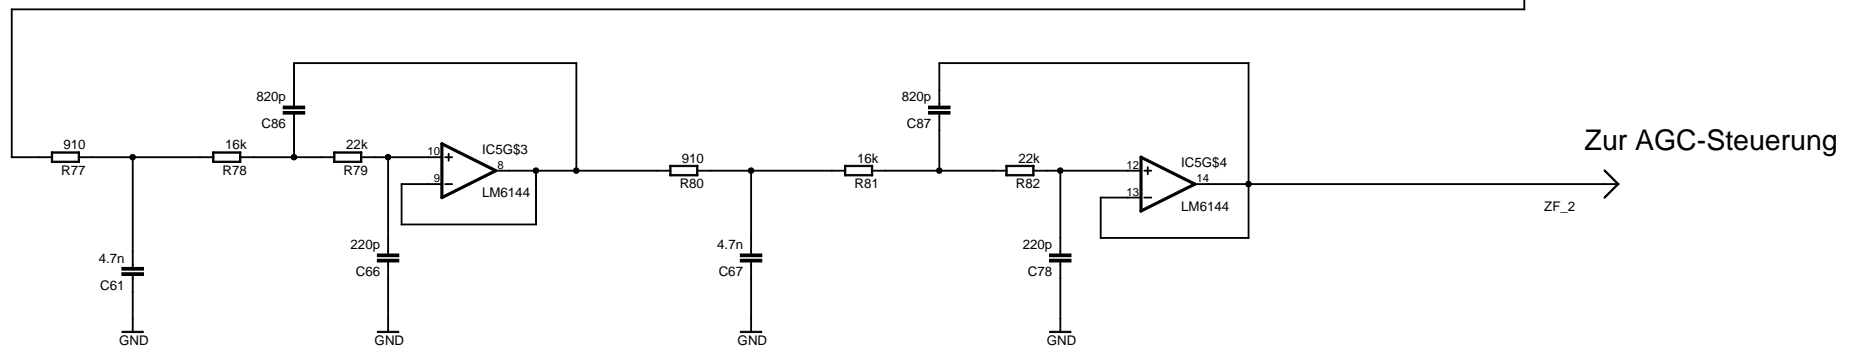 820p
C86
820p
C87
910
R77
16k
R78
22k
R79
10
9
8
IC5G$3
LM6144
910
R80
16k
R81
22k
R82
12
13
14
IC5G$4
LM6144
Zur AGC-Steuerung
ZF_2
4.7n
C61
220p
C66
4.7n
C67
220p
C78
+
−
+
−
GND
GND
GND
GND